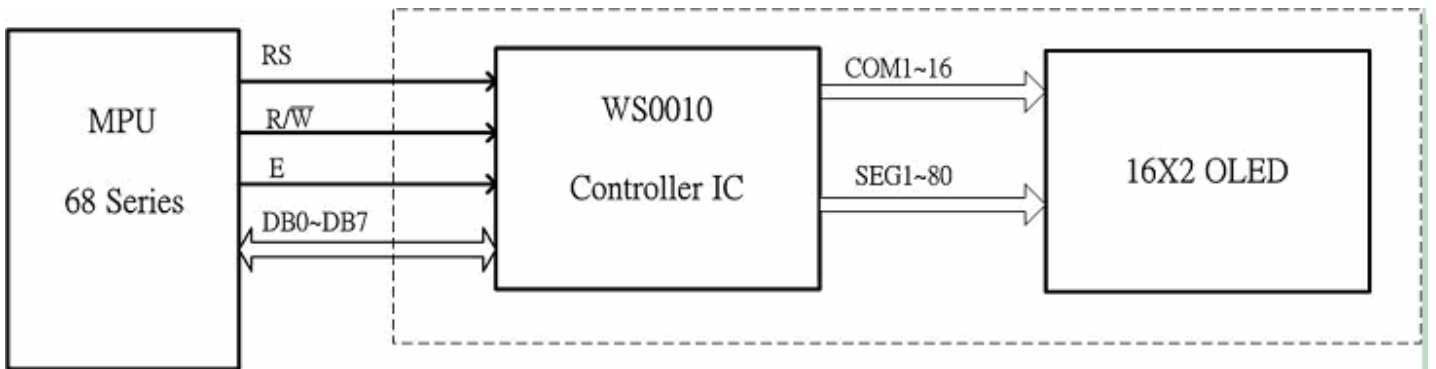 MPU
68 Series
RS
R/W̅
E
DB0~DB7
WS0010
Controller IC
COM1~16
SEG1~80
16X2 OLED